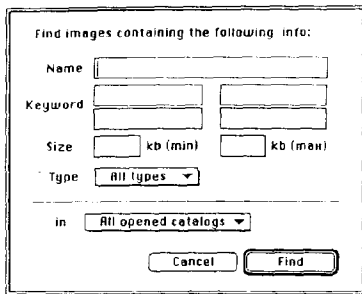 Find images containing the following info:
Name
Keyword
Size kb (min) kb (max)
Type All types
in All opened catalogs
Cancel Find